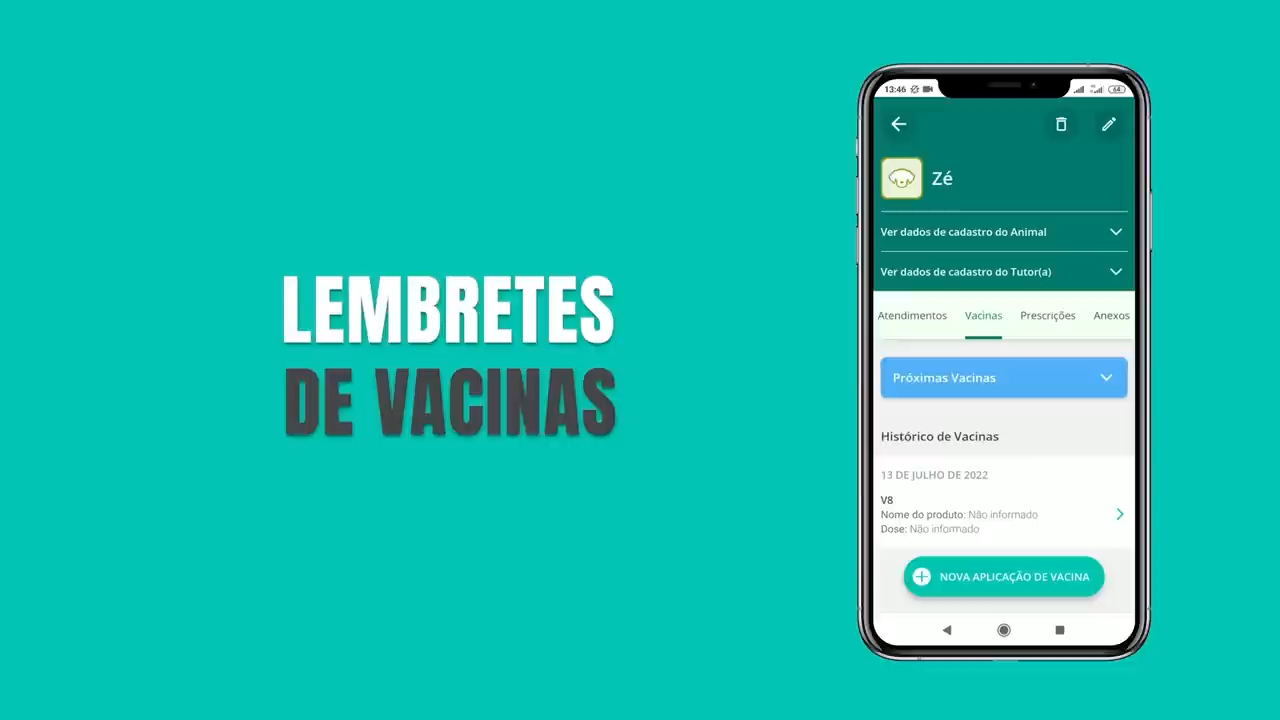 LEMBRETES
DE VACINAS
13:46
64
Zé
Ver dados de cadastro do Animal
Ver dados de cadastro do Tutor(a)
Atendimentos Vacinas Prescrições Anexos
Próximas Vacinas
Histórico de Vacinas
13 DE JULHO DE 2022
V8
Nome do produto: Não informado
Dose: Não informado
NOVA APLICAÇÃO DE VACINA